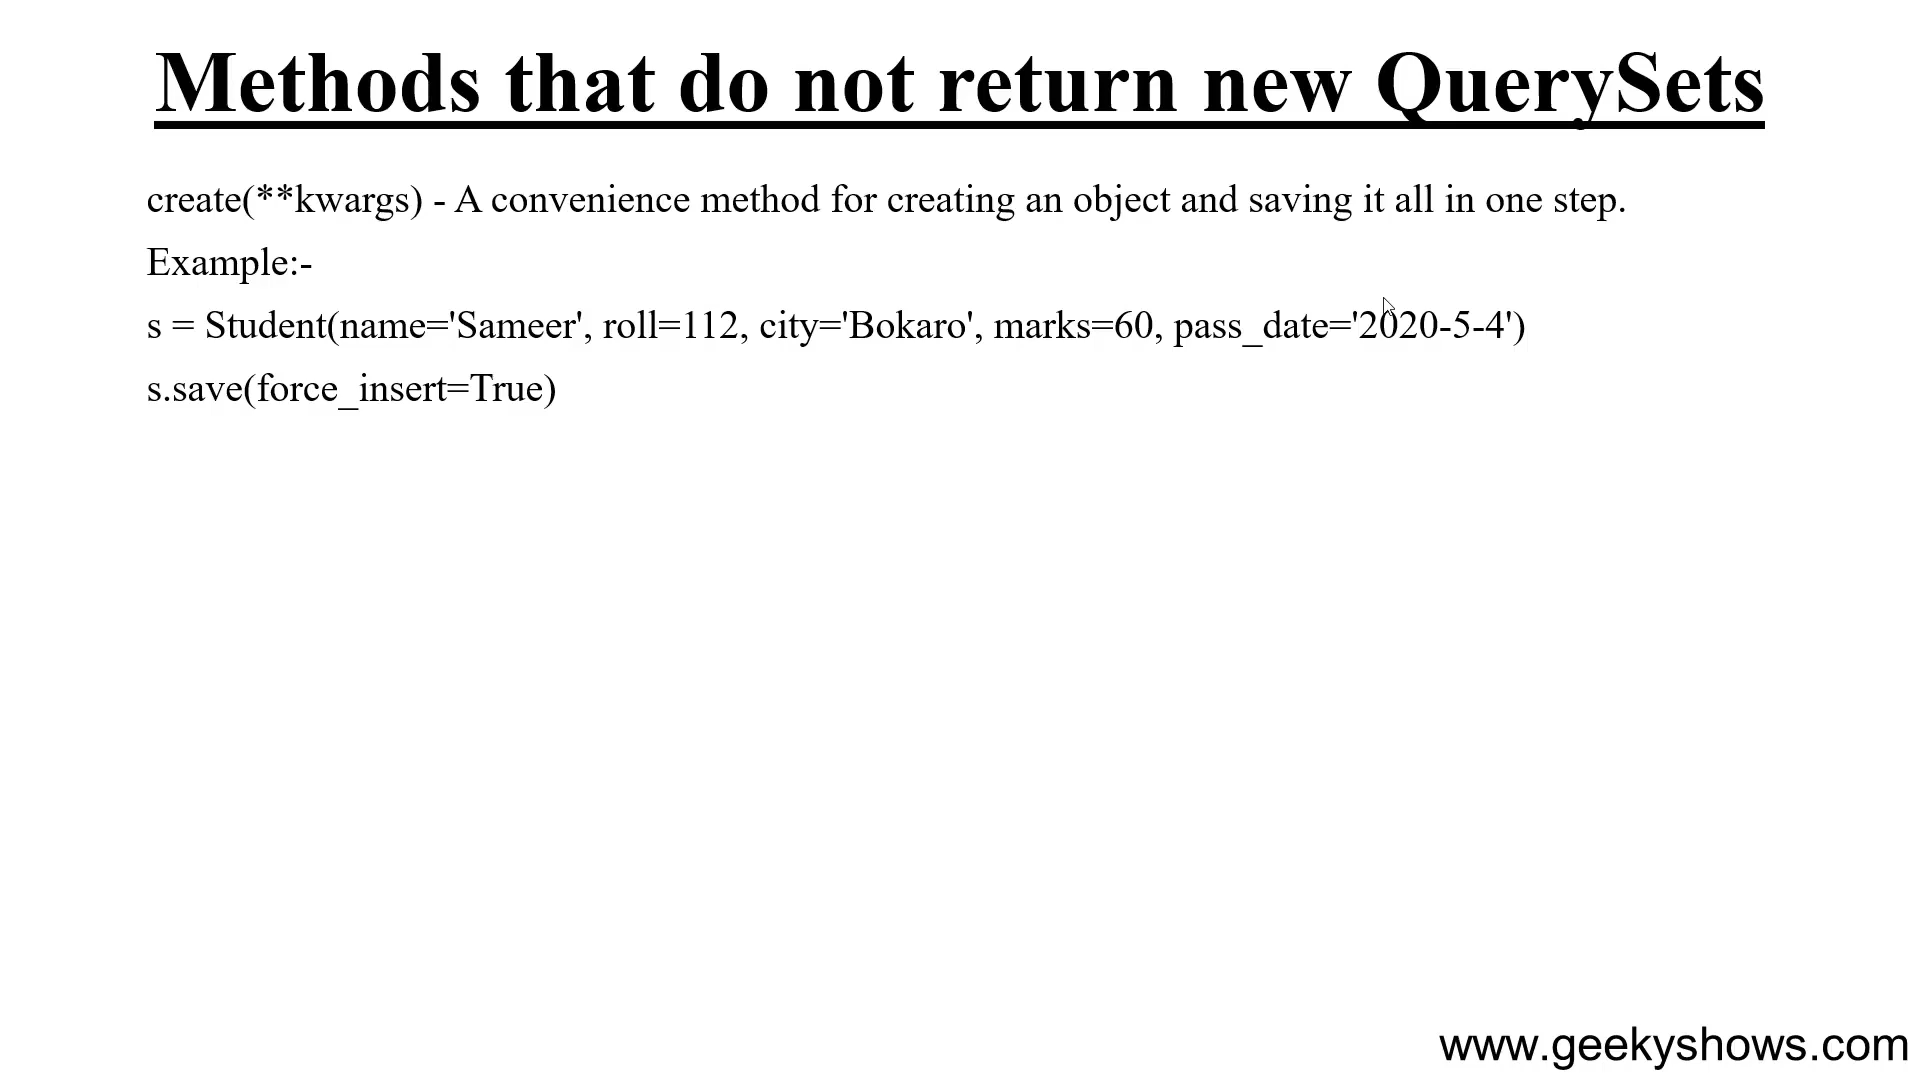 Methods that do not return new QuerySets
create(**kwargs) - A convenience method for creating an object and saving it all in one step.
Example:-
s = Student(name='Sameer', roll=112, city='Bokaro', marks=60, pass_date='2020-5-4')
s.save(force_insert=True)
www.geekyshows.com